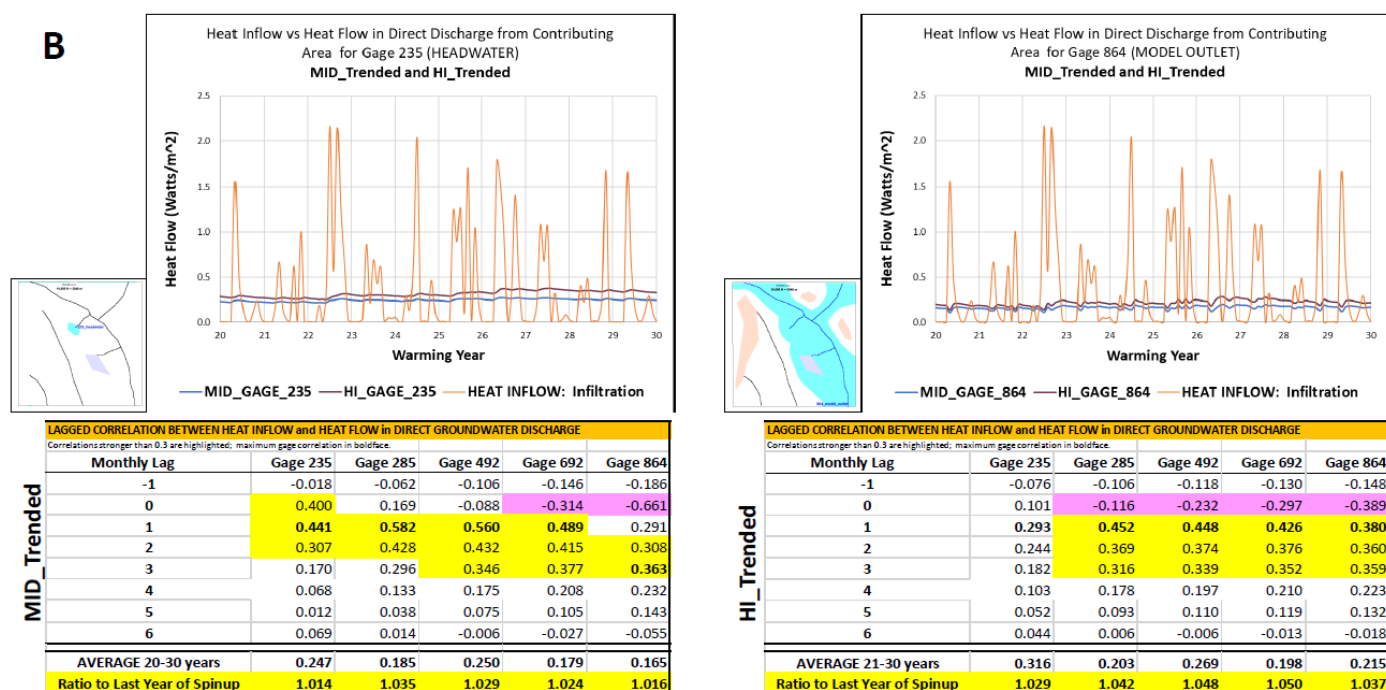 B
Heat Inflow vs Heat Flow in Direct Discharge from Contributing
Area for Gage 235 (HEADWATER)
MID_Trended and HI_Trended
Heat Flow (Watts/m^2)
2.5
2.0
1.5
1.0
0.5
0.0
20 21 22 23 24 25 26 27 28 29 30
Warming Year
MID_GAGE_235 HI_GAGE_235 HEAT INFLOW: Infiltration
LAGGED CORRELATION BETWEEN HEAT INFLOW and HEAT FLOW in DIRECT GROUNDWATER DISCHARGE
Correlations stronger than 0.3 are highlighted; maximum gage correlation in boldface.
MID_Trended
Monthly Lag Gage 235 Gage 285 Gage 492 Gage 692 Gage 864
-1 -0.018 -0.062 -0.106 -0.146 -0.186
0 0.400 0.169 -0.088 -0.314 -0.661
1 0.441 0.582 0.560 0.489 0.291
2 0.307 0.428 0.432 0.415 0.308
3 0.170 0.296 0.346 0.377 0.363
4 0.068 0.133 0.175 0.208 0.232
5 0.012 0.038 0.075 0.105 0.143
6 0.069 0.014 -0.006 -0.027 -0.055
AVERAGE 20-30 years 0.247 0.185 0.250 0.179 0.165
Ratio to Last Year of Spinup 1.014 1.035 1.029 1.024 1.016
Heat Inflow vs Heat Flow in Direct Discharge from Contributing
Area for Gage 864 (MODEL OUTLET)
MID_Trended and HI_Trended
Heat Flow (Watts/m^2)
2.5
2.0
1.5
1.0
0.5
0.0
20 21 22 23 24 25 26 27 28 29 30
Warming Year
MID_GAGE_864 HI_GAGE_864 HEAT INFLOW: Infiltration
LAGGED CORRELATION BETWEEN HEAT INFLOW and HEAT FLOW in DIRECT GROUNDWATER DISCHARGE
Correlations stronger than 0.3 are highlighted; maximum gage correlation in boldface.
HI_Trended
Monthly Lag Gage 235 Gage 285 Gage 492 Gage 692 Gage 864
-1 -0.076 -0.106 -0.118 -0.130 -0.148
0 0.101 -0.116 -0.232 -0.297 -0.389
1 0.293 0.452 0.448 0.426 0.380
2 0.244 0.369 0.374 0.376 0.360
3 0.182 0.316 0.339 0.352 0.359
4 0.103 0.178 0.197 0.210 0.223
5 0.052 0.093 0.110 0.119 0.132
6 0.044 0.006 -0.006 -0.013 -0.018
AVERAGE 21-30 years 0.316 0.203 0.269 0.198 0.215
Ratio to Last Year of Spinup 1.029 1.042 1.048 1.050 1.037